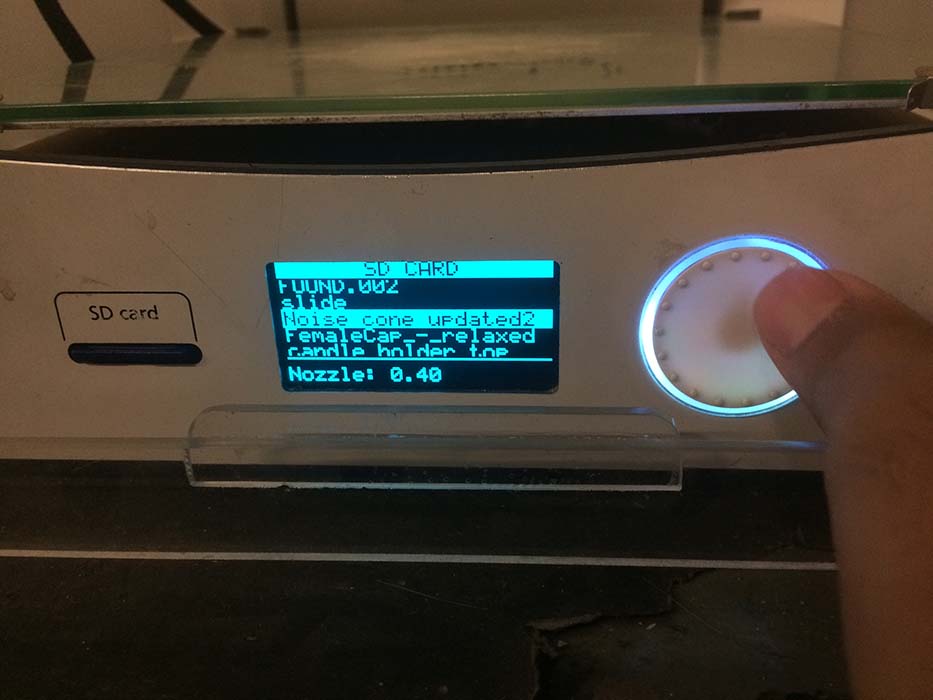 SD card
SD CARD
FOUND.002
slide
Noise cone updated2
FemaleCap_-_relaxed
candle holder top
Nozzle: 0.40